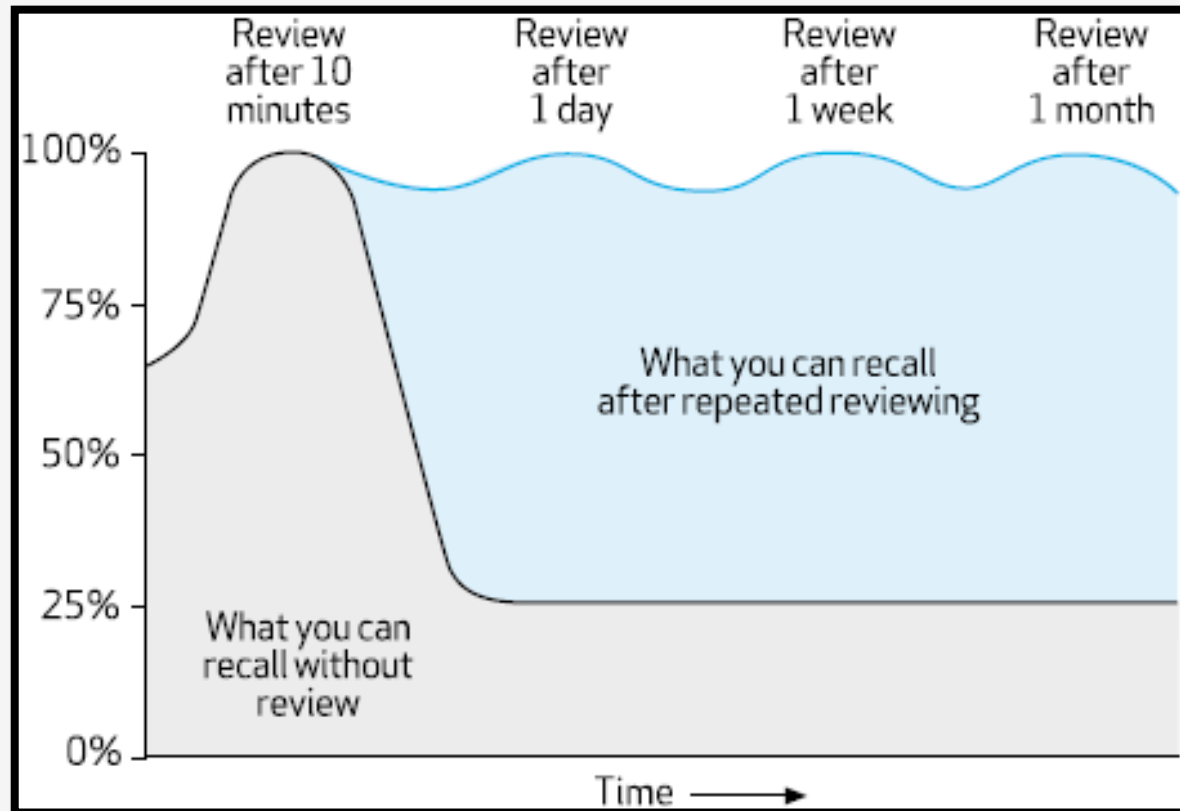 Review
after 10
minutes
Review
after
1 day
Review
after
1 week
Review
after
1 month
100%
75%
50%
25%
0%
What you can recall
after repeated reviewing
What you can
recall without
review
Time